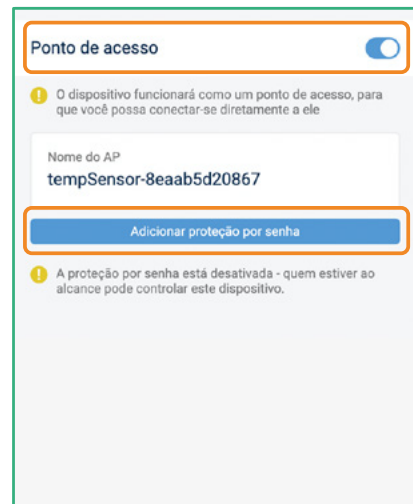 Ponto de acesso
O dispositivo funcionará como um ponto de acesso, para
que você possa conectar-se diretamente a ele
Nome do AP
tempSensor-8eaab5d20867
Adicionar proteção por senha
A proteção por senha está desativada - quem estiver ao
alcance pode controlar este dispositivo.